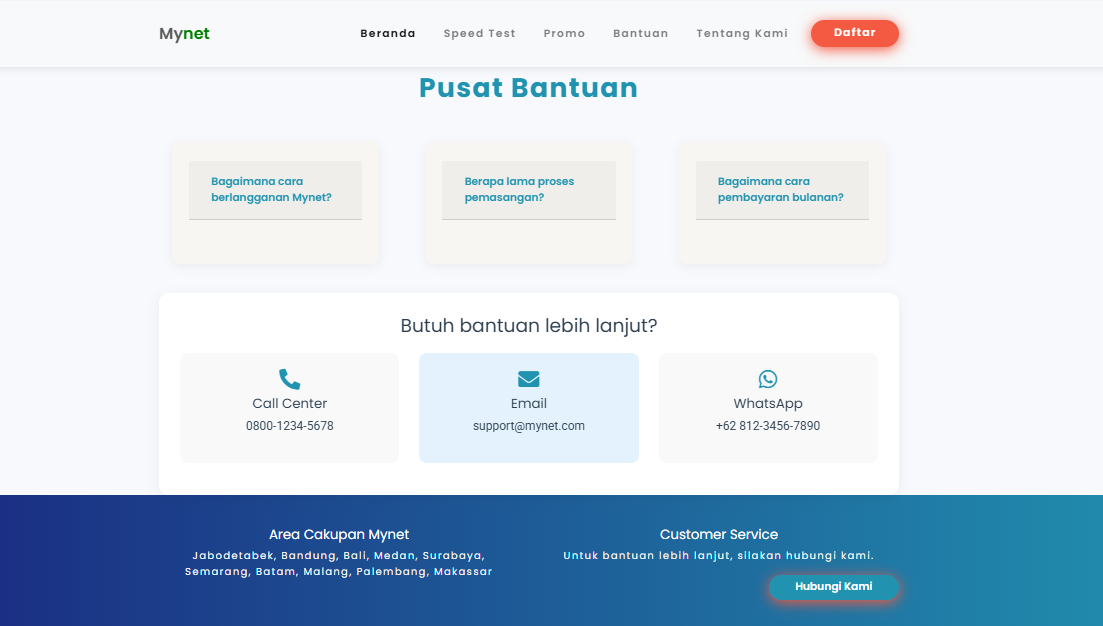 Mynet
Beranda
Speed Test
Promo
Bantuan
Tentang Kami
Daftar
Pusat Bantuan
Bagaimana cara
berlangganan Mynet?
Berapa lama proses
pemasangan?
Bagaimana cara
pembayaran bulanan?
Butuh bantuan lebih lanjut?
Call Center
0800-1234-5678
Email
support@mynet.com
WhatsApp
+62 812-3456-7890
Area Cakupan Mynet
Jabodetabek, Bandung, Bali, Medan, Surabaya,
Semarang, Batam, Malang, Palembang, Makassar
Customer Service
Untuk bantuan lebih lanjut, silakan hubungi kami.
Hubungi Kami